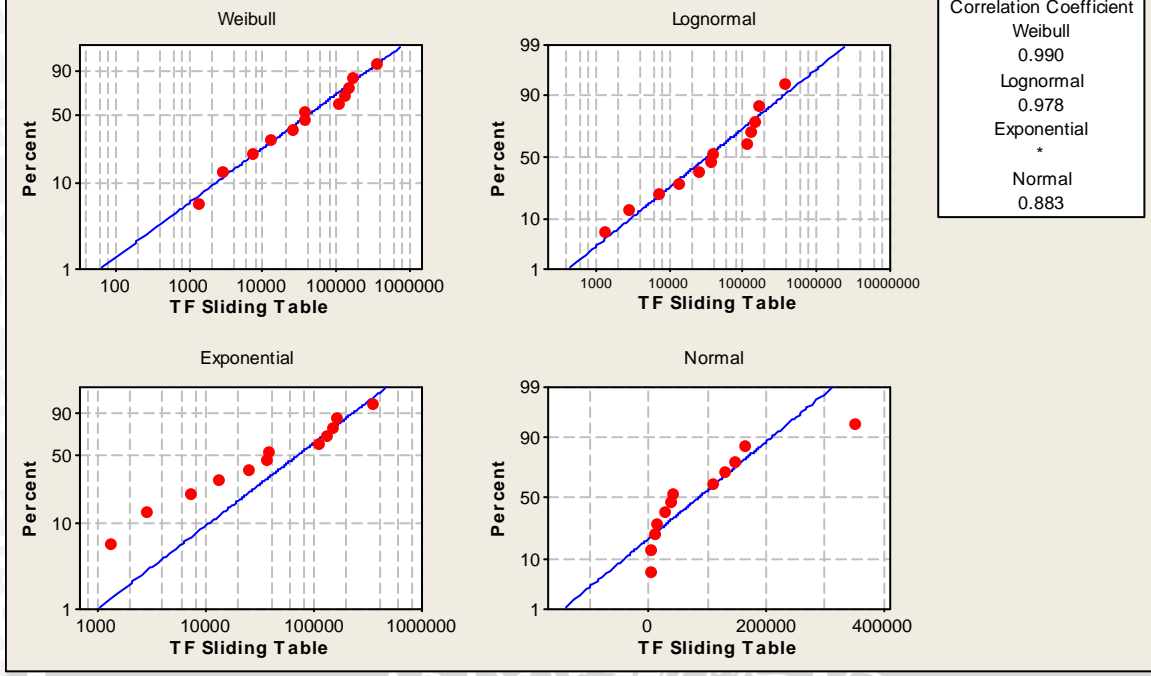 Weibull
Percent
90
50
10
1
100 1000 10000 100000 1000000
TF Sliding Table
Lognormal
Percent
99
90
50
10
1
1000 10000 100000 1000000 10000000
TF Sliding Table
Correlation Coefficient
Weibull
0.990
Lognormal
0.978
Exponential
*
Normal
0.883
Exponential
Percent
90
50
10
1
1000 10000 100000 1000000
TF Sliding Table
Normal
Percent
99
90
50
10
1
0 200000 400000
TF Sliding Table